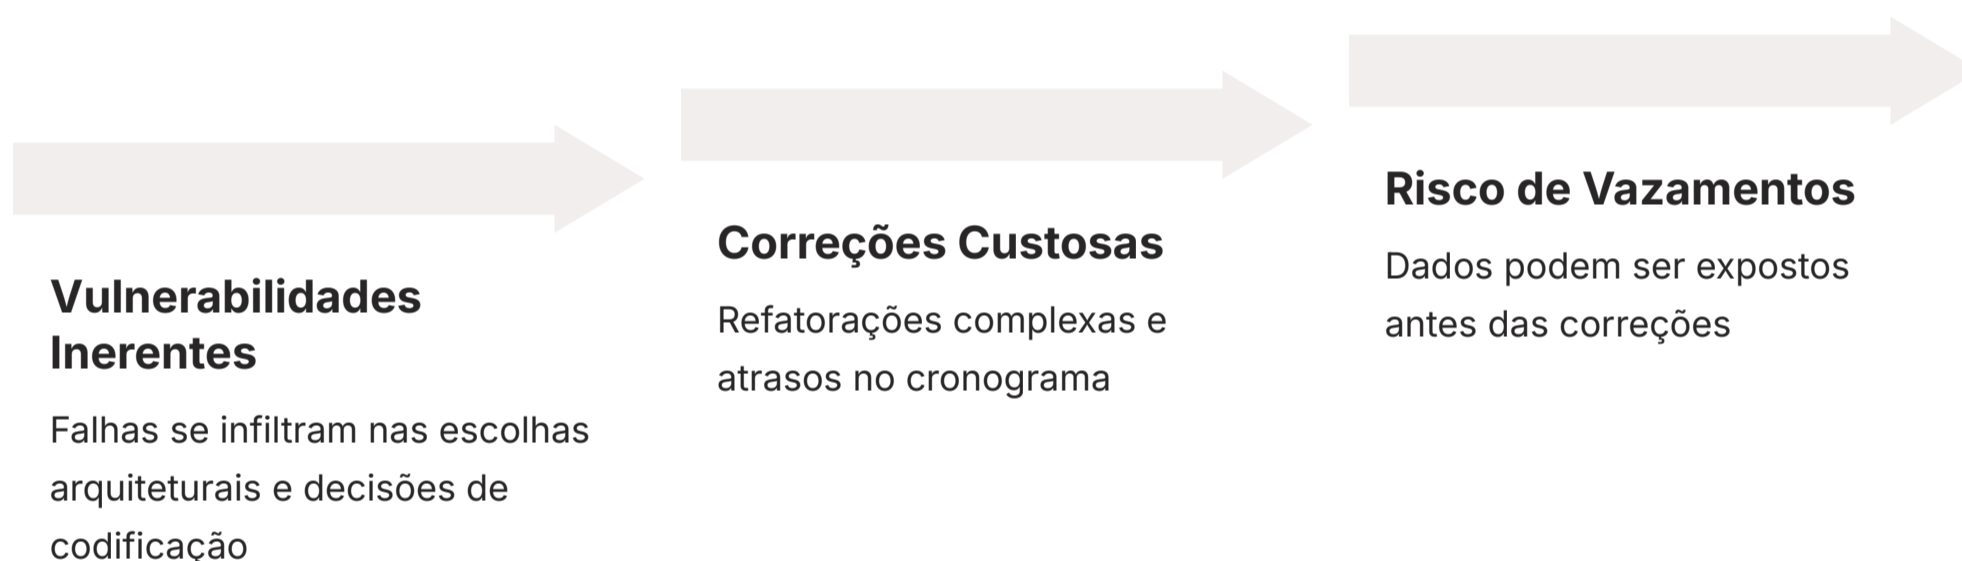 Vulnerabilidades
Inerentes
Falhas se infiltram nas escolhas
arquiteturais e decisões de
codificação
Correções Custosas
Refatorações complexas e
atrasos no cronograma
Risco de Vazamentos
Dados podem ser expostos
antes das correções